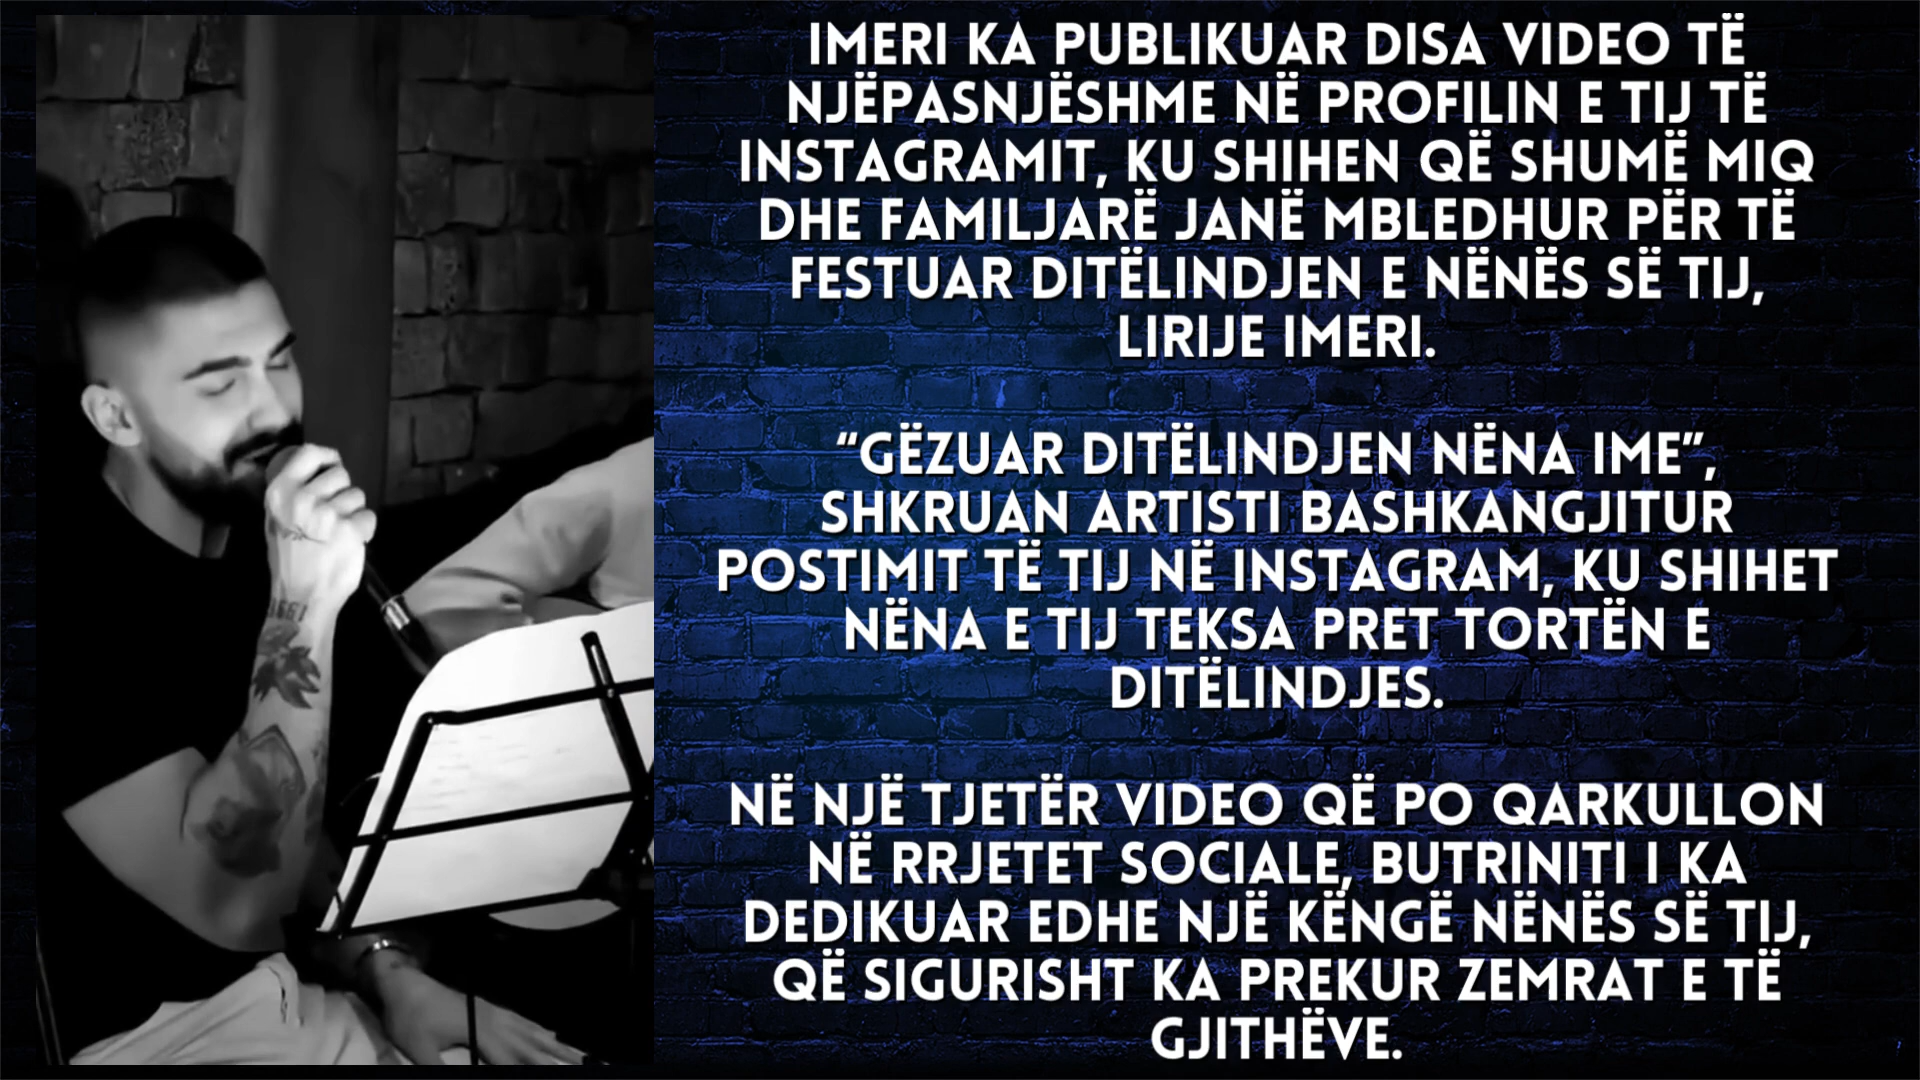 IMERI KA PUBLIKUAR DISA VIDEO TË
NJËPASNJËSHME NË PROFILIN E TIJ TË
INSTAGRAMIT, KU SHIHEN QË SHUMË MIQ
DHE FAMILJARË JANË MBLEDHUR PËR TË
FESTUAR DITËLINDJEN E NËNËS SË TIJ,
LIRIJE IMERI.
“GËZUAR DITËLINDJEN NËNA IME”,
SHKRUAN ARTISTI BASHKANGJITUR
POSTIMIT TË TIJ NË INSTAGRAM, KU SHIHET
NËNA E TIJ TEKSA PRET TORTËN E
DITËLINDJES.
NË NJË TJETËR VIDEO QË PO QARKULLON
NË RRJETET SOCIALE, BUTRINITI I KA
DEDIKUAR EDHE NJË KËNGË NËNËS SË TIJ,
QË SIGURISHT KA PREKUR ZEMRAT E TË
GJITHËVE.